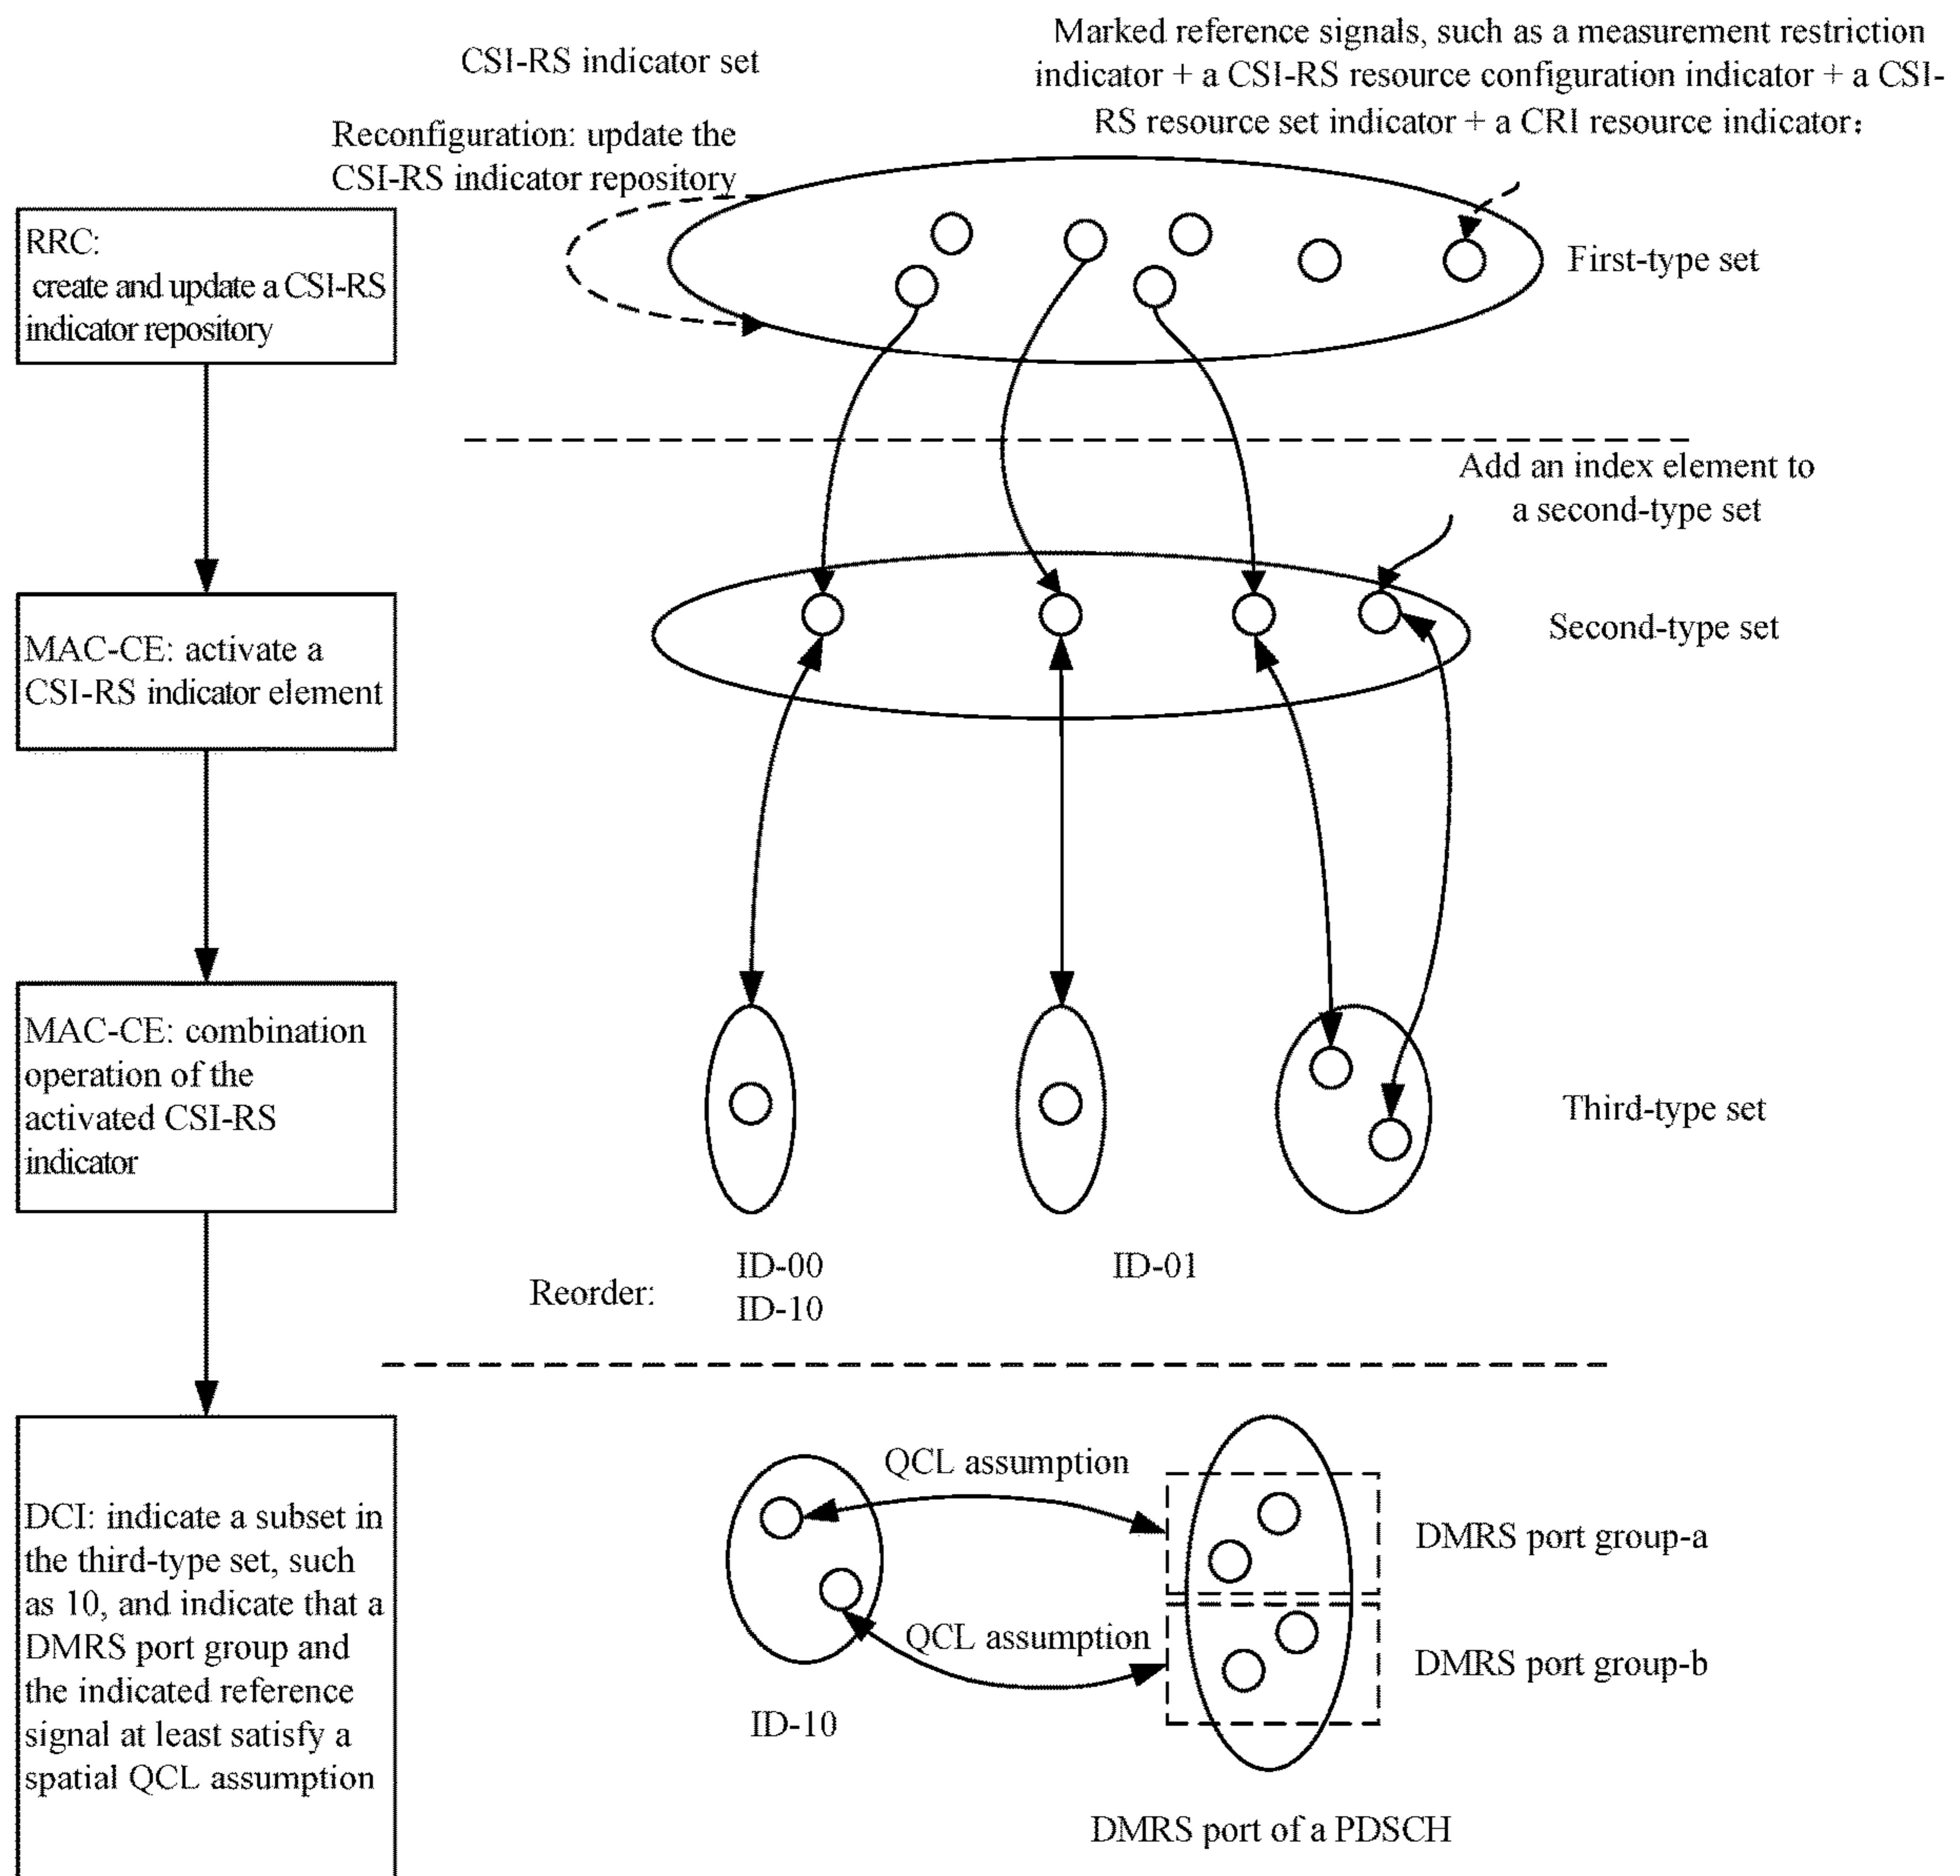 CSI-RS indicator set
Marked reference signals, such as a measurement restriction
indicator + a CSI-RS resource configuration indicator + a CSI-
RS resource set indicator + a CRI resource indicator:
Reconfiguration: update the
CSI-RS indicator repository
RRC:
create and update a CSI-RS
indicator repository
First-type set
Add an index element to
a second-type set
MAC-CE: activate a
CSI-RS indicator element
Second-type set
MAC-CE: combination
operation of the
activated CSI-RS
indicator
Third-type set
Reorder:
ID-00
ID-10
ID-01
DCI: indicate a subset in
the third-type set, such
as 10, and indicate that a
DMRS port group and
the indicated reference
signal at least satisfy a
spatial QCL assumption
QCL assumption
QCL assumption
DMRS port group-a
DMRS port group-b
ID-10
DMRS port of a PDSCH